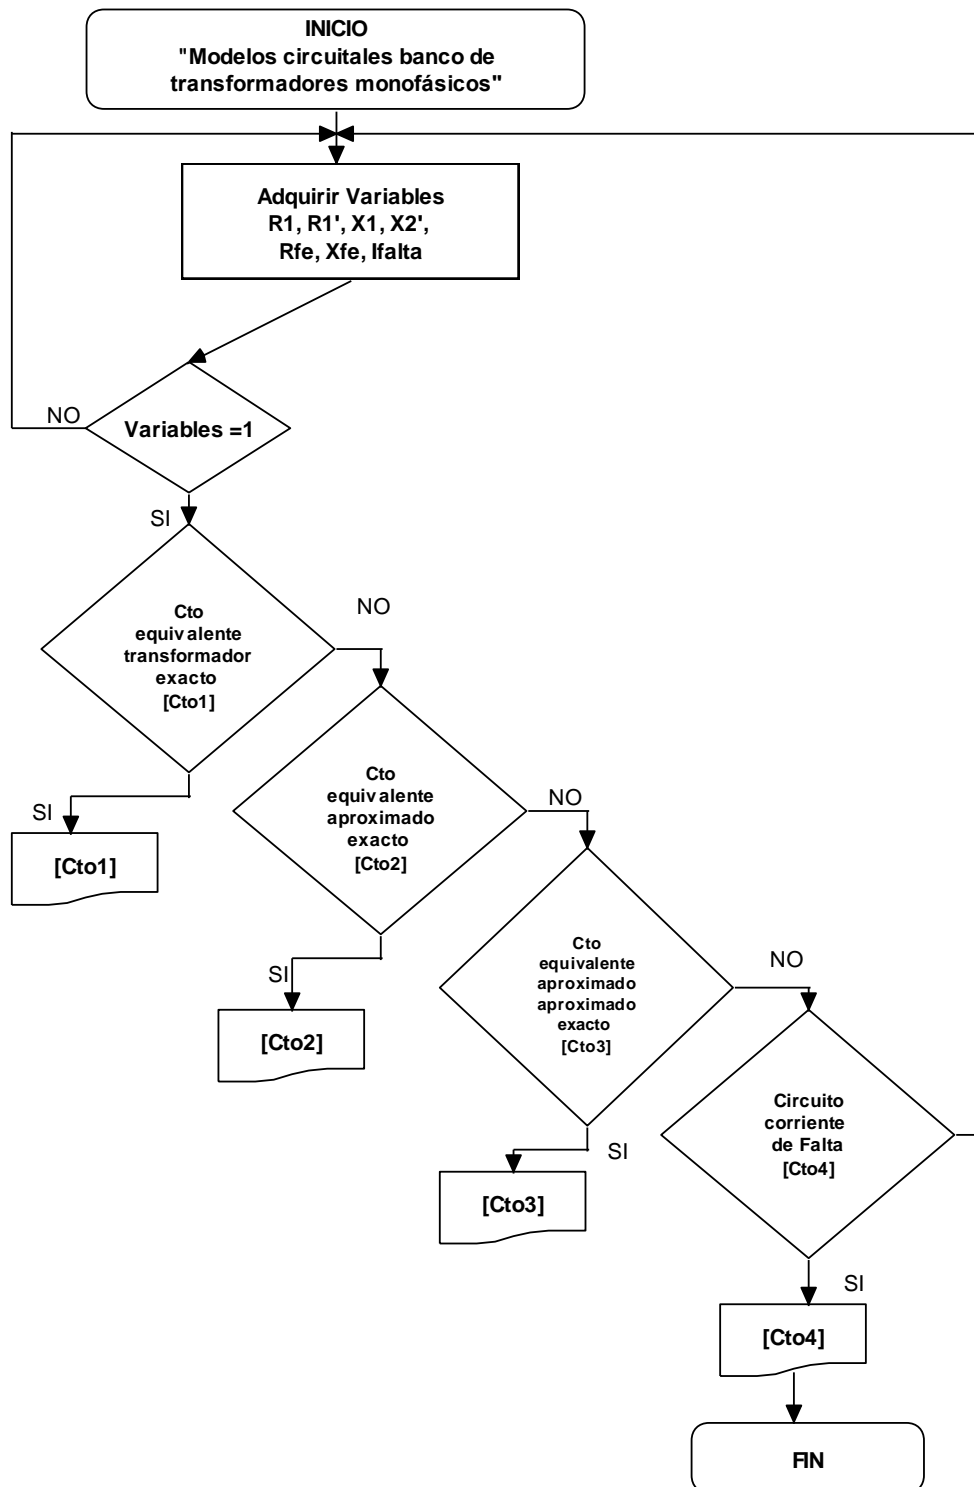 INICIO
"Modelos circuitales banco de
transformadores monofásicos"
Adquirir Variables
R1, R1', X1, X2',
Rfe, Xfe, Ifalta
NO
Variables =1
SI
Cto
equivalente
transformador
exacto
[Cto1]
NO
SI
[Cto1]
Cto
equivalente
aproximado
exacto
[Cto2]
NO
SI
[Cto2]
Cto
equivalente
aproximado
aproximado
exacto
[Cto3]
NO
SI
[Cto3]
Circuito
corriente
de Falta
[Cto4]
SI
[Cto4]
FIN